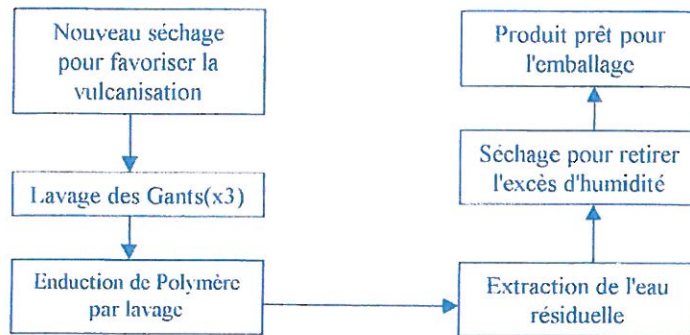 Nouveau séchage
pour favoriser la
vulcanisation
Lavage des Gants(x3)
Enduction de Polymère
par lavage
Extraction de l'eau
résiduelle
Séchage pour retirer
l'excès d'humidité
Produit prêt pour
l'emballage